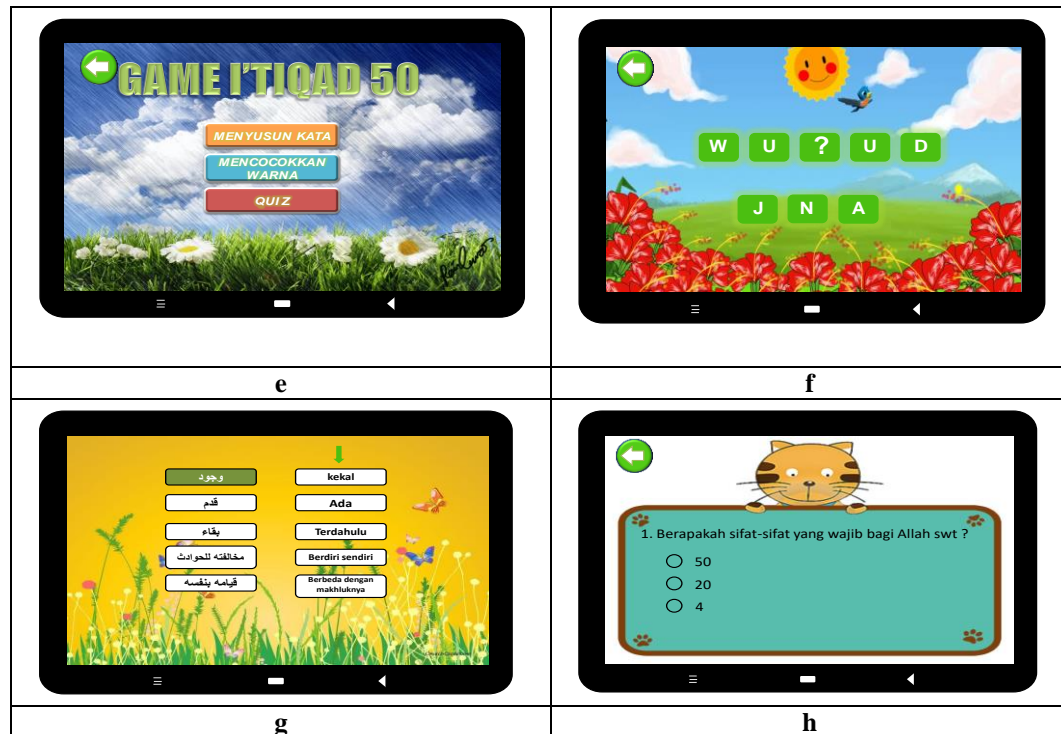 GAME I'TIQAD 50
MENYUSUN KATA
MENCOCOKKAN
WARNA
QUIZ
W U ? U D
J N A
e
f
وجود
kekal
قدم
Ada
بقاء
Terdahulu
مخالفته للحوادث
Berdiri sendiri
قيامه بنفسه
Berbeda dengan
makhluknya
1. Berapakah sifat-sifat yang wajib bagi Allah swt ?
50
20
4
g
h